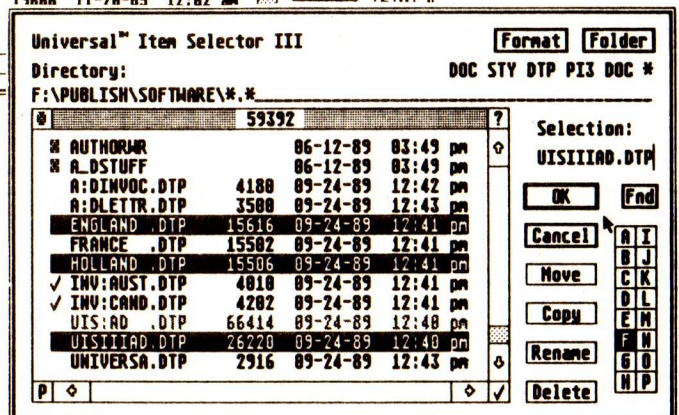 Universal™ Item Selector III
Format Folder
Directory:
DOC STY DTP PI3 DOC *
F:\PUBLISH\SOFTWARE\*.*
59392 ?
AUTHORWR 06-12-89 03:49 pm
A_DSTUFF 06-12-89 03:49 pm
A:DINVOC.DTP 4180 09-24-89 12:42 pm
A:DLETTR.DTP 3500 09-24-89 12:43 pm
ENGLAND .DTP 15616 09-24-89 12:41 pm
FRANCE .DTP 15502 09-24-89 12:41 pm
HOLLAND .DTP 15506 09-24-89 12:41 pm
✓ INV:AUST.DTP 4010 09-24-89 12:41 pm
✓ INV:CAND.DTP 4202 09-24-89 12:41 pm
UIS:AD .DTP 66414 09-24-89 12:40 pm
UISIIIAD.DTP 26220 09-24-89 12:40 pm
UNIVERSA.DTP 2916 09-24-89 12:43 pm
P ✓
Selection:
UISIIIAD.DTP
OK Fnd
Cancel
Move
Copy
Rename
Delete
A I
B J
C K
D L
E M
F N
G O
H P